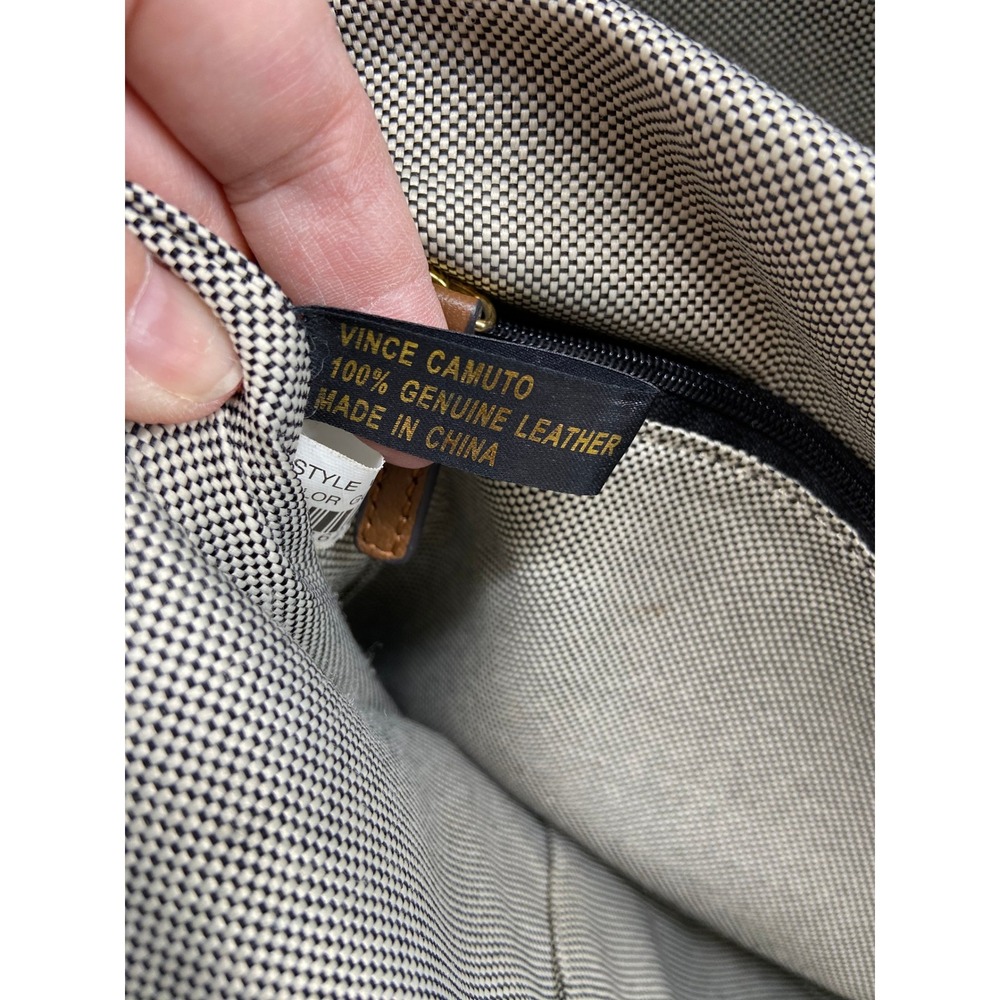 VINCE CAMUTO
100% GENUINE LEATHER
MADE IN CHINA
STYLE